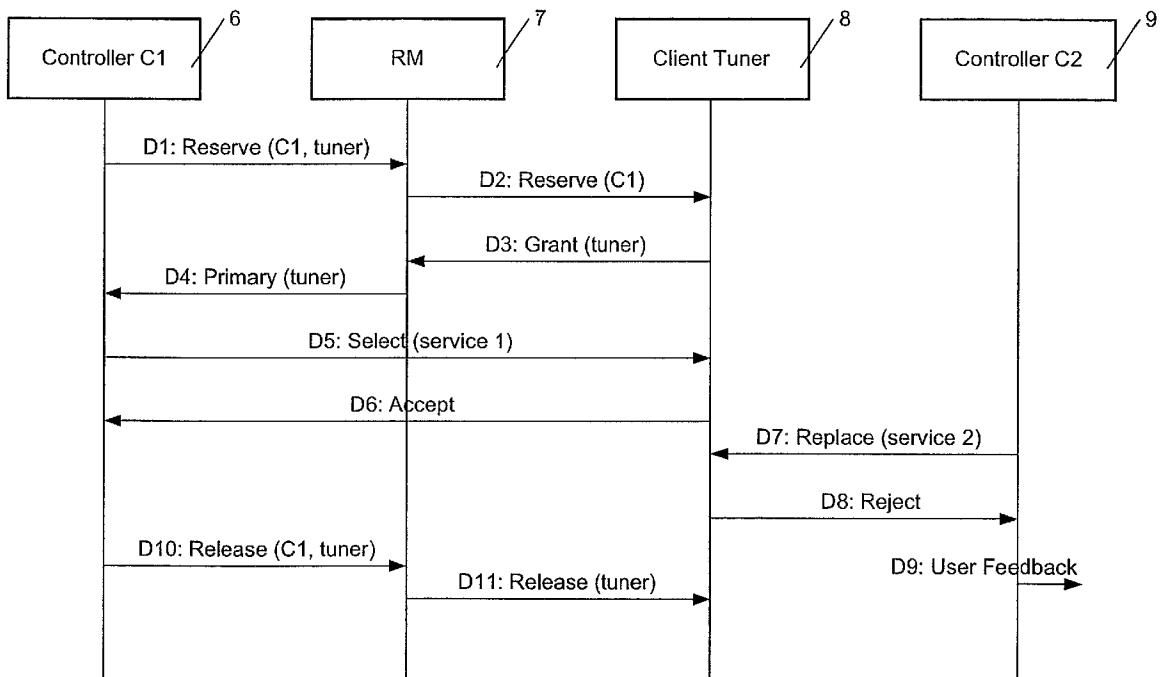 6
7
8
9
Controller C1
RM
Client Tuner
Controller C2
D1: Reserve (C1, tuner)
D2: Reserve (C1)
D3: Grant (tuner)
D4: Primary (tuner)
D5: Select (service 1)
D6: Accept
D7: Replace (service 2)
D8: Reject
D10: Release (C1, tuner)
D9: User Feedback
D11: Release (tuner)